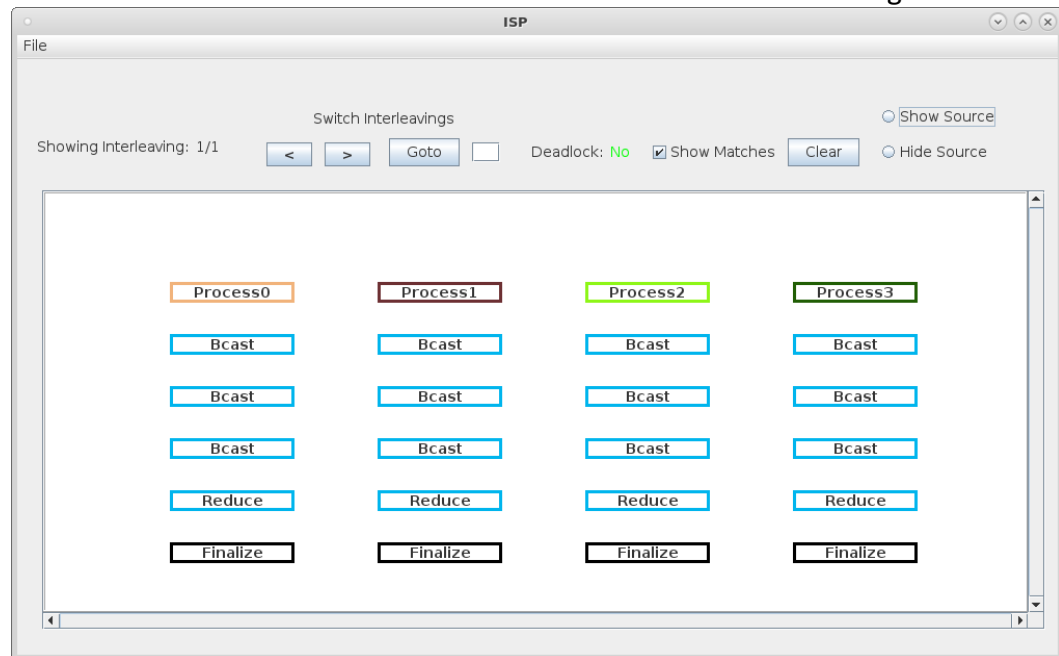 ISP
File
Switch Interleavings
Show Source
Showing Interleaving: 1/1
< > Goto Deadlock: No Show Matches Clear Hide Source
Process0 Process1 Process2 Process3
Bcast Bcast Bcast Bcast
Bcast Bcast Bcast Bcast
Bcast Bcast Bcast Bcast
Reduce Reduce Reduce Reduce
Finalize Finalize Finalize Finalize